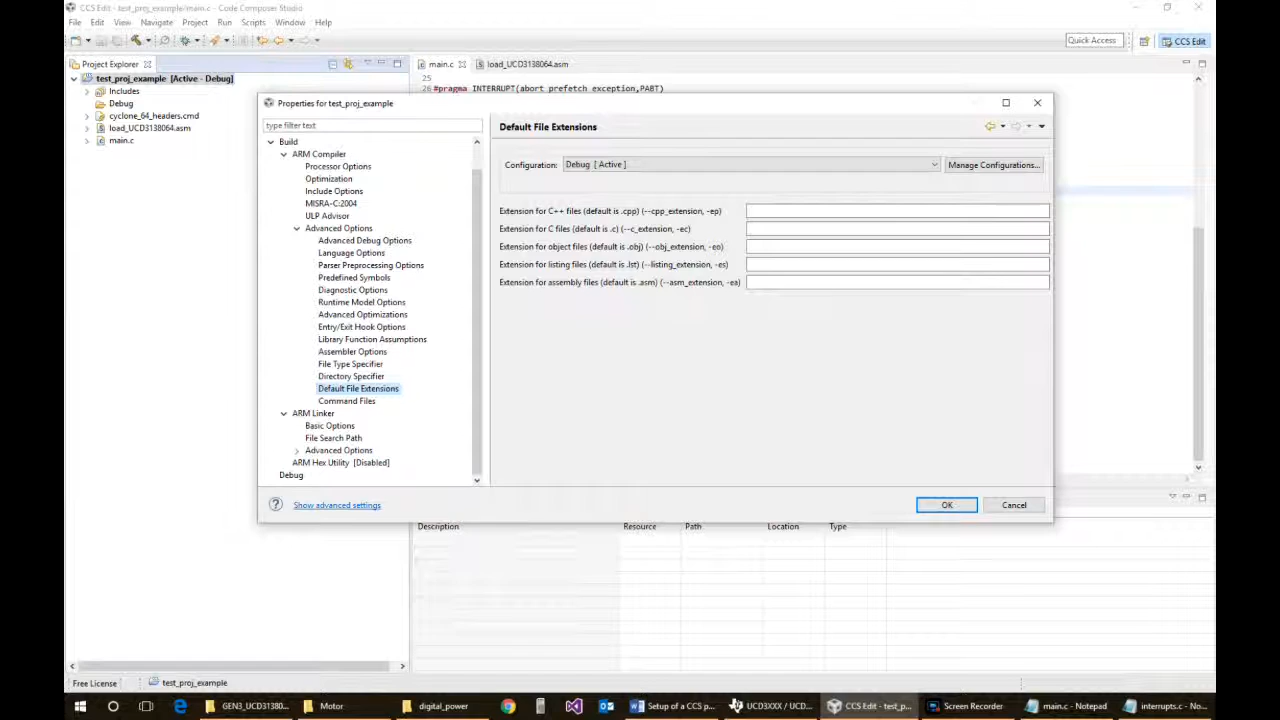 CCS Edit - test_proj_example/main.c - Code Composer Studio
File Edit View Navigate Project Run Scripts Window Help
Quick Access
CCS Edit
Project Explorer
test_proj_example [Active - Debug]
Includes
Debug
cyclone_64_headers.cmd
load_UCD3138064.asm
main.c
main.c
load_UCD3138064.asm
25
26 #pragma INTERRUPT(abort_prefetch_exception,PABT)
Properties for test_proj_example
type filter text
Build
ARM Compiler
Processor Options
Optimization
Include Options
MISRA-C:2004
ULP Advisor
Advanced Options
Advanced Debug Options
Language Options
Parser Preprocessing Options
Predefined Symbols
Diagnostic Options
Runtime Model Options
Advanced Optimizations
Entry/Exit Hook Options
Library Function Assumptions
Assembler Options
File Type Specifier
Directory Specifier
Default File Extensions
Command Files
ARM Linker
Basic Options
File Search Path
Advanced Options
ARM Hex Utility [Disabled]
Debug
Default File Extensions
Configuration: Debug [ Active ] Manage Configurations...
Extension for C++ files (default is .cpp) (--cpp_extension, -ep)
Extension for C files (default is .c) (--c_extension, -ec)
Extension for object files (default is .obj) (--obj_extension, -eo)
Extension for listing files (default is .lst) (--listing_extension, -es)
Extension for assembly files (default is .asm) (--asm_extension, -ea)
Show advanced settings
OK
Cancel
Description Resource Path Location Type
Free License
test_proj_example
GEN3_UCD31380... Motor digital_power Setup of a CCS p... UCD3XXX / UCD... CCS Edit - test_p... Screen Recorder main.c - Notepad interrupts.c - No...